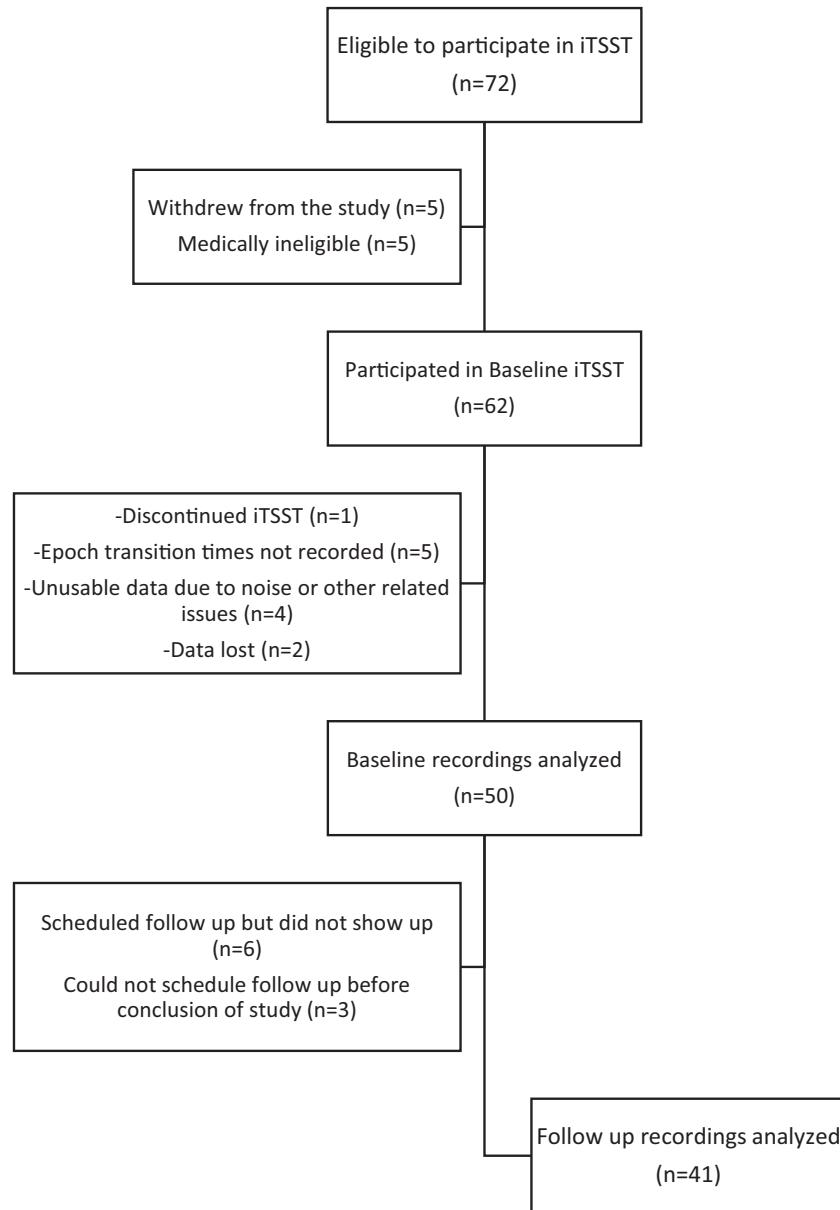 Eligible to participate in iTSST
(n=72)
Withdrew from the study (n=5)
Medically ineligible (n=5)
Participated in Baseline iTSST
(n=62)
-Discontinued iTSST (n=1)
-Epoch transition times not recorded (n=5)
-Unusable data due to noise or other related
issues (n=4)
-Data lost (n=2)
Baseline recordings analyzed
(n=50)
Scheduled follow up but did not show up
(n=6)
Could not schedule follow up before
conclusion of study (n=3)
Follow up recordings analyzed
(n=41)